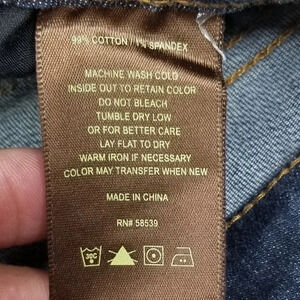 99% COTTON / 1% SPANDEX
MACHINE WASH COLD
INSIDE OUT TO RETAIN COLOR
DO NOT BLEACH
TUMBLE DRY LOW
OR FOR BETTER CARE
LAY FLAT TO DRY
WARM IRON IF NECESSARY
COLOR MAY TRANSFER WHEN NEW
MADE IN CHINA
RN# 58539
30C